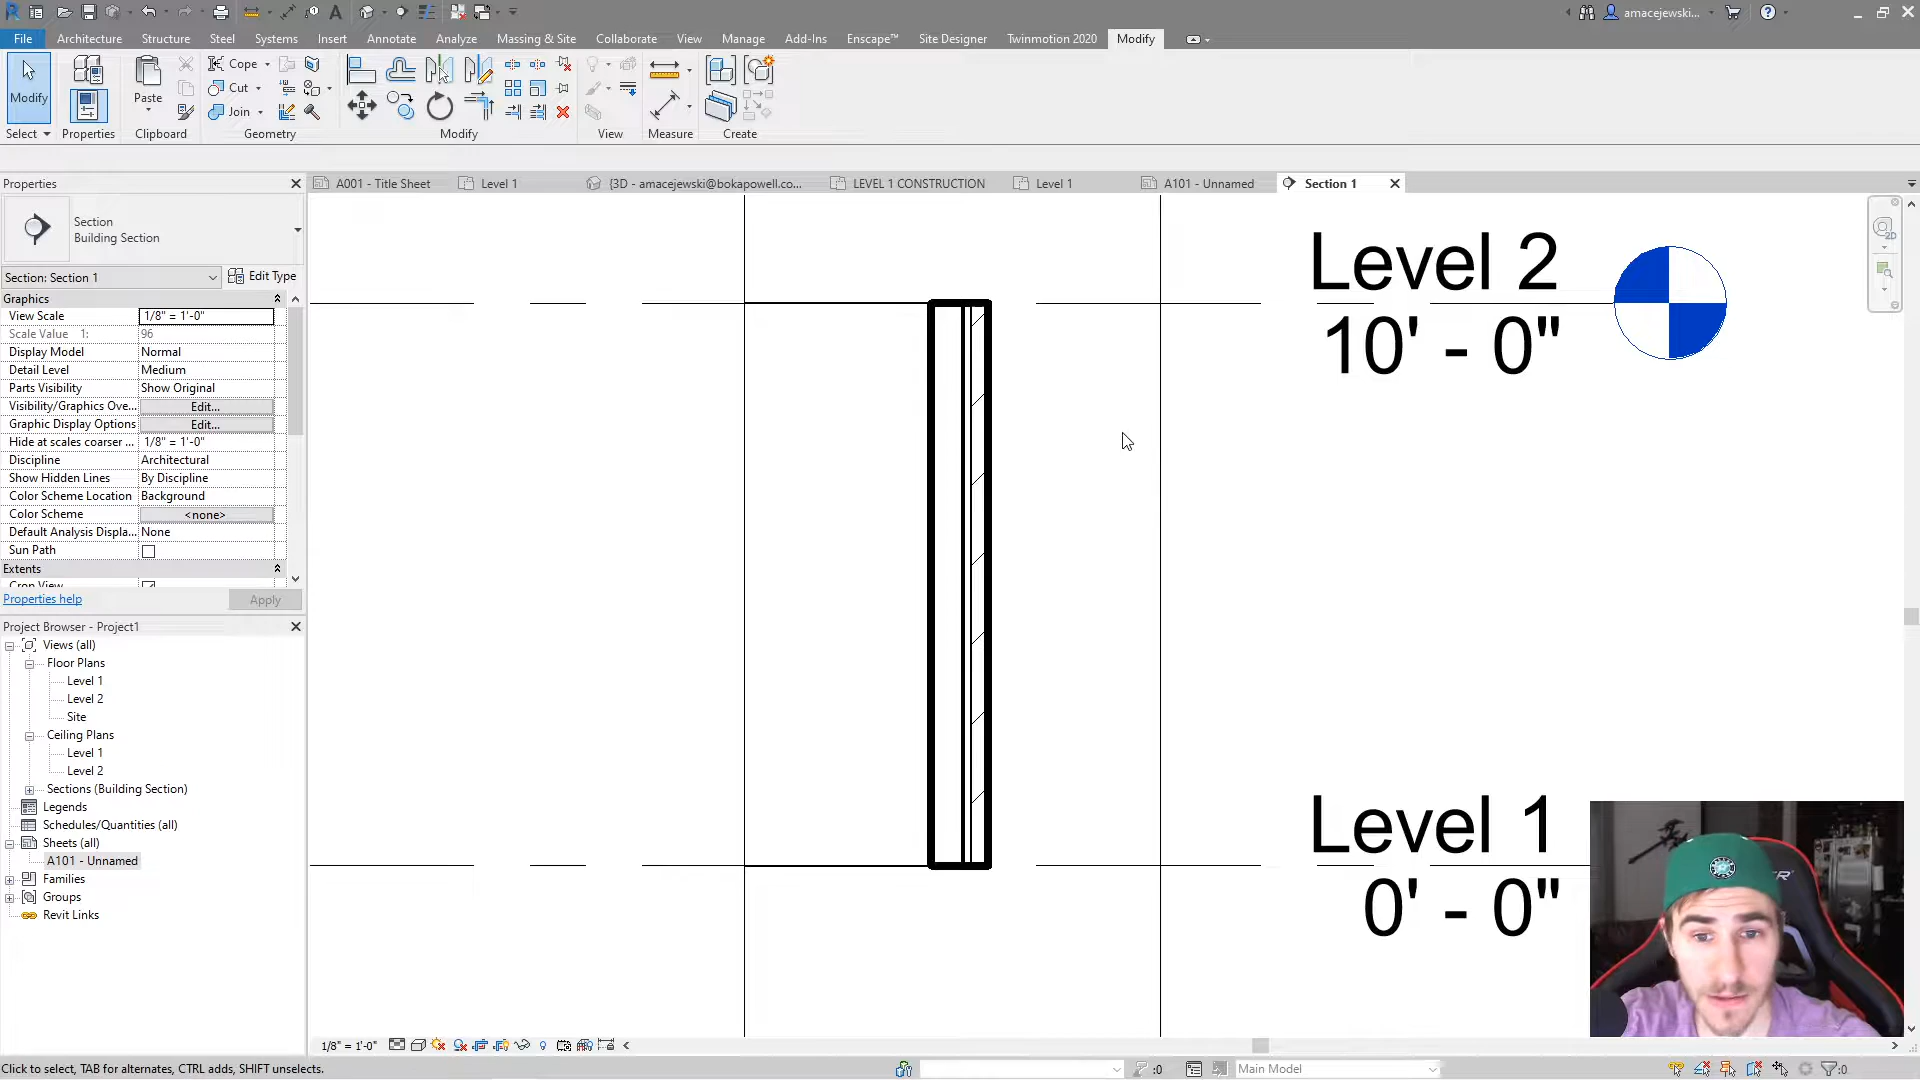 amacejewski...
File Architecture Structure Steel Systems Insert Annotate Analyze Massing & Site Collaborate View Manage Add-Ins Enscape™ Site Designer Twinmotion 2020 Modify
Modify
Paste
Cope
Cut
Join
Select Properties Clipboard Geometry Modify View Measure Create
Properties
A001 - Title Sheet Level 1 {3D - amacejewski@bokapowell.co... LEVEL 1 CONSTRUCTION Level 1 A101 - Unnamed Section 1
Section
Building Section
Section: Section 1 Edit Type
Graphics
View Scale 1/8" = 1'-0"
Scale Value 1: 96
Display Model Normal
Detail Level Medium
Parts Visibility Show Original
Visibility/Graphics Ove... Edit...
Graphic Display Options Edit...
Hide at scales coarser ... 1/8" = 1'-0"
Discipline Architectural
Show Hidden Lines By Discipline
Color Scheme Location Background
Color Scheme <none>
Default Analysis Displa... None
Sun Path
Extents
Crop View
Properties help Apply
Project Browser - Project1
Views (all)
Floor Plans
Level 1
Level 2
Site
Ceiling Plans
Level 1
Level 2
Sections (Building Section)
Legends
Schedules/Quantities (all)
Sheets (all)
A101 - Unnamed
Families
Groups
Revit Links
Level 2
10' - 0"
Level 1
0' - 0"
2D
1/8" = 1'-0"
Click to select, TAB for alternates, CTRL adds, SHIFT unselects.
:0
Main Model
:0